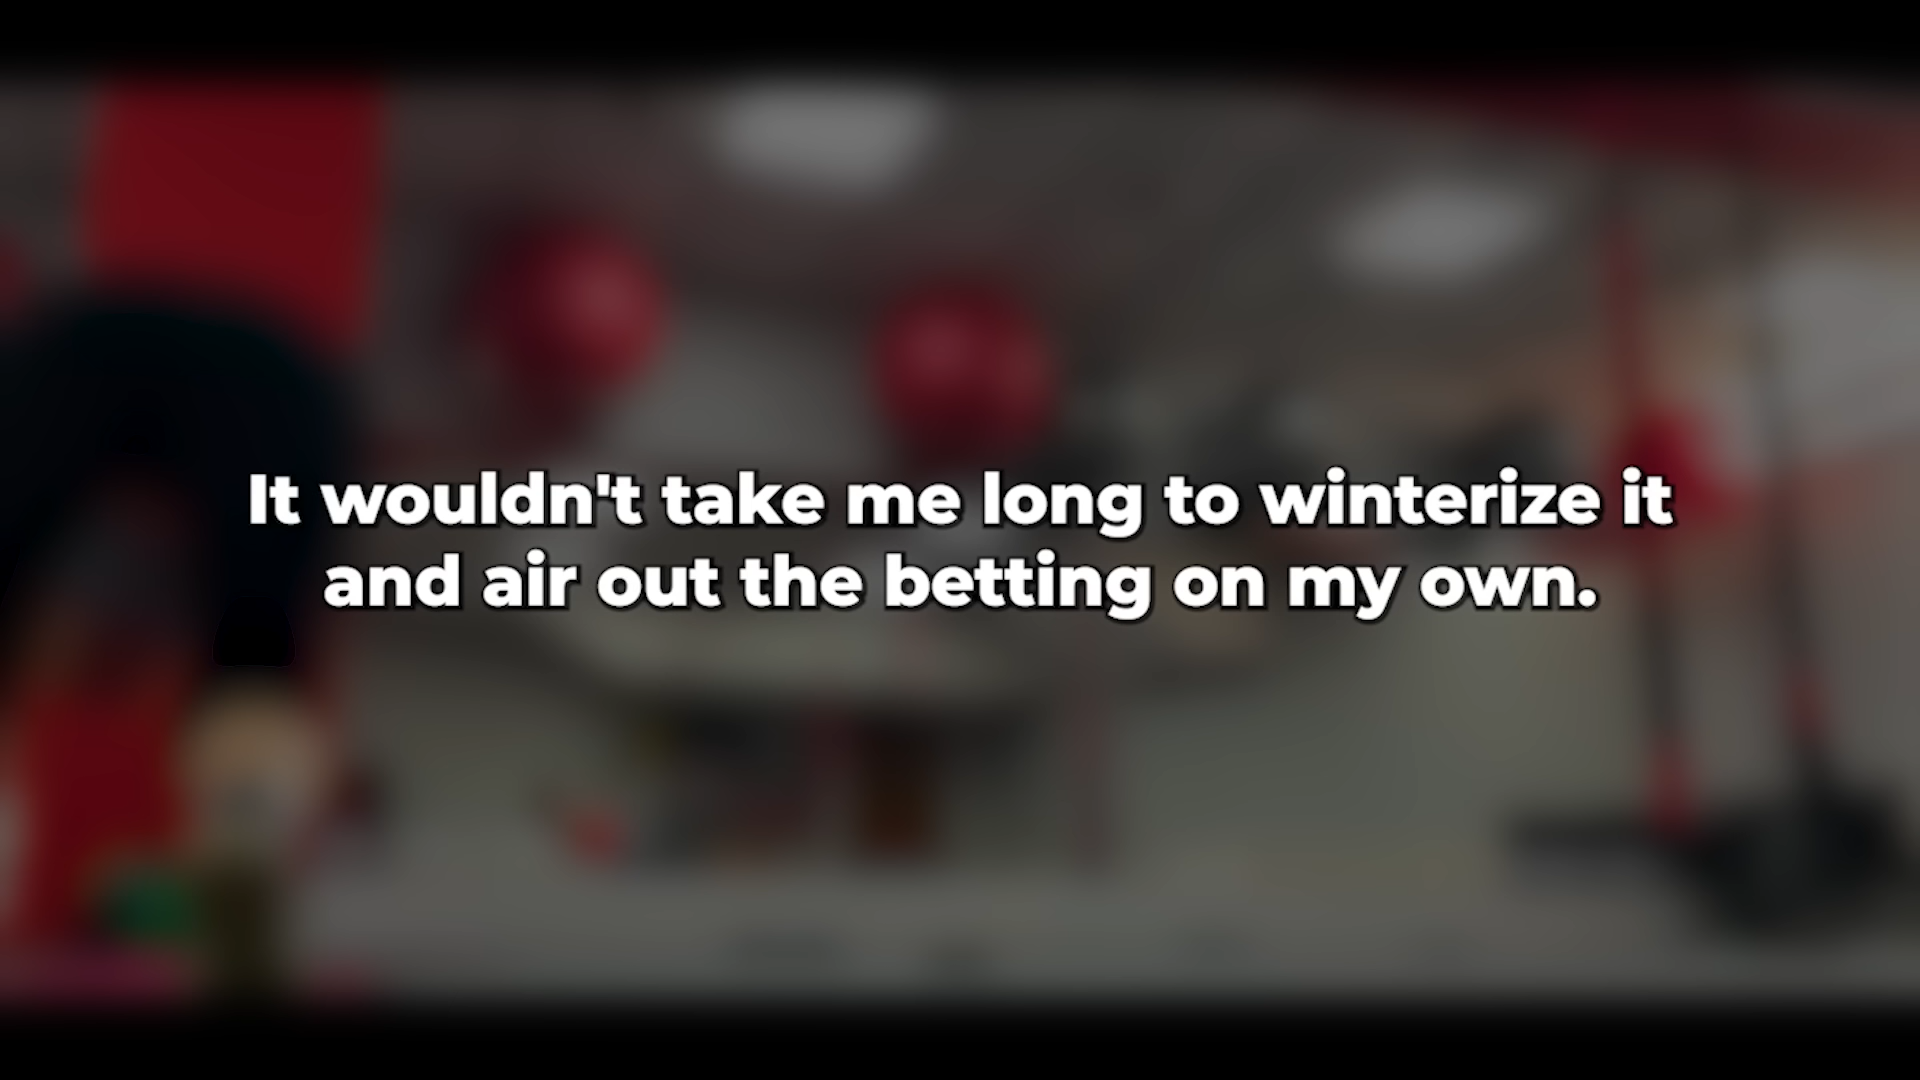 It wouldn't take me long to winterize it
and air out the betting on my own.